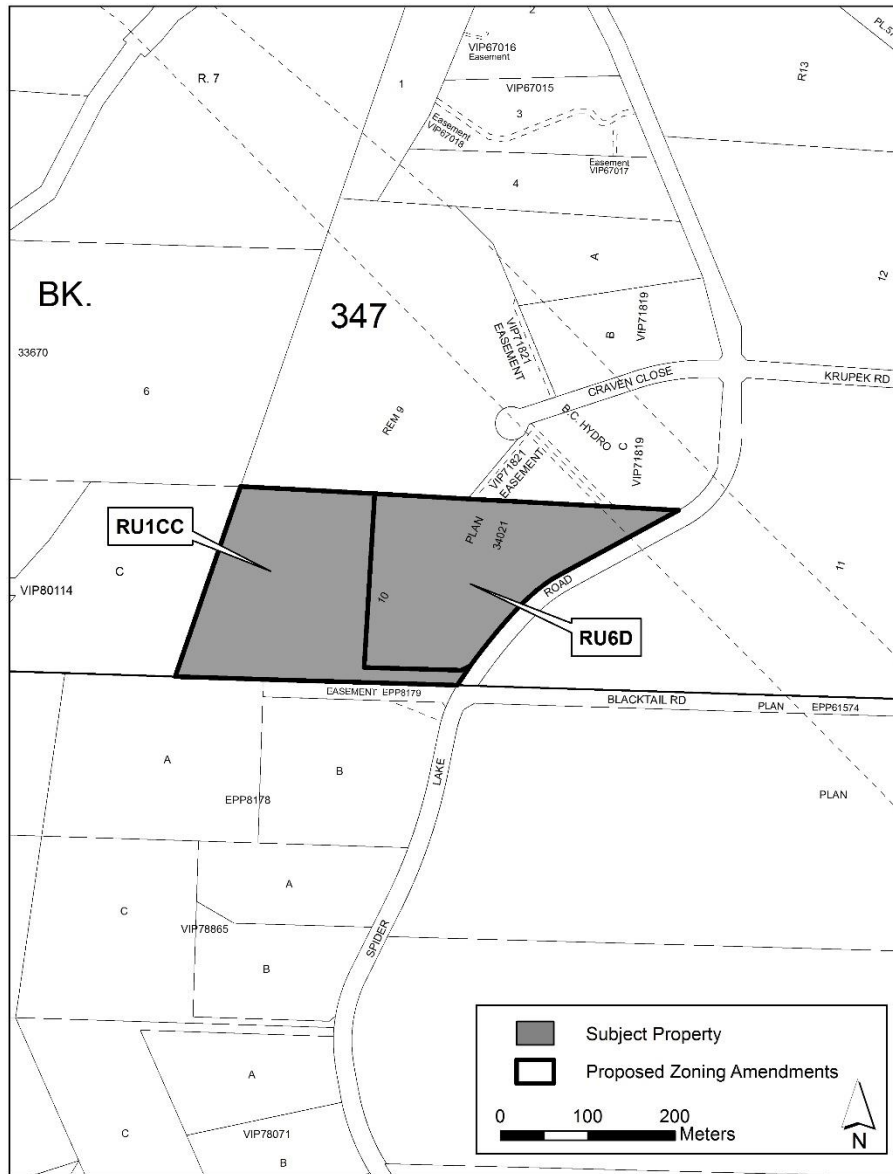 2
PL.57
VIP67016
Easement
R. 7
1
VIP67015
R13
3
Easement
VIP67018
Easement
VIP67017
4
A
12
BK.
347
B
VIP71819
VIP71821
EASEMENT
33670
CRAVEN CLOSE
KRUPEK RD
6
REM 9
B.C. HYDRO
C
VIP71819
VIP71821
EASEMENT
RU1CC
PLAN
34021
C
11
VIP80114
10
ROAD
RU6D
EASEMENT EPP8179
BLACKTAIL RD
PLAN EPP61574
A
B
LAKE
EPP8178
PLAN
A
C
VIP78865
SPIDER
B
Subject Property
A
Proposed Zoning Amendments
C
0 100 200
Meters
VIP78071
N
B